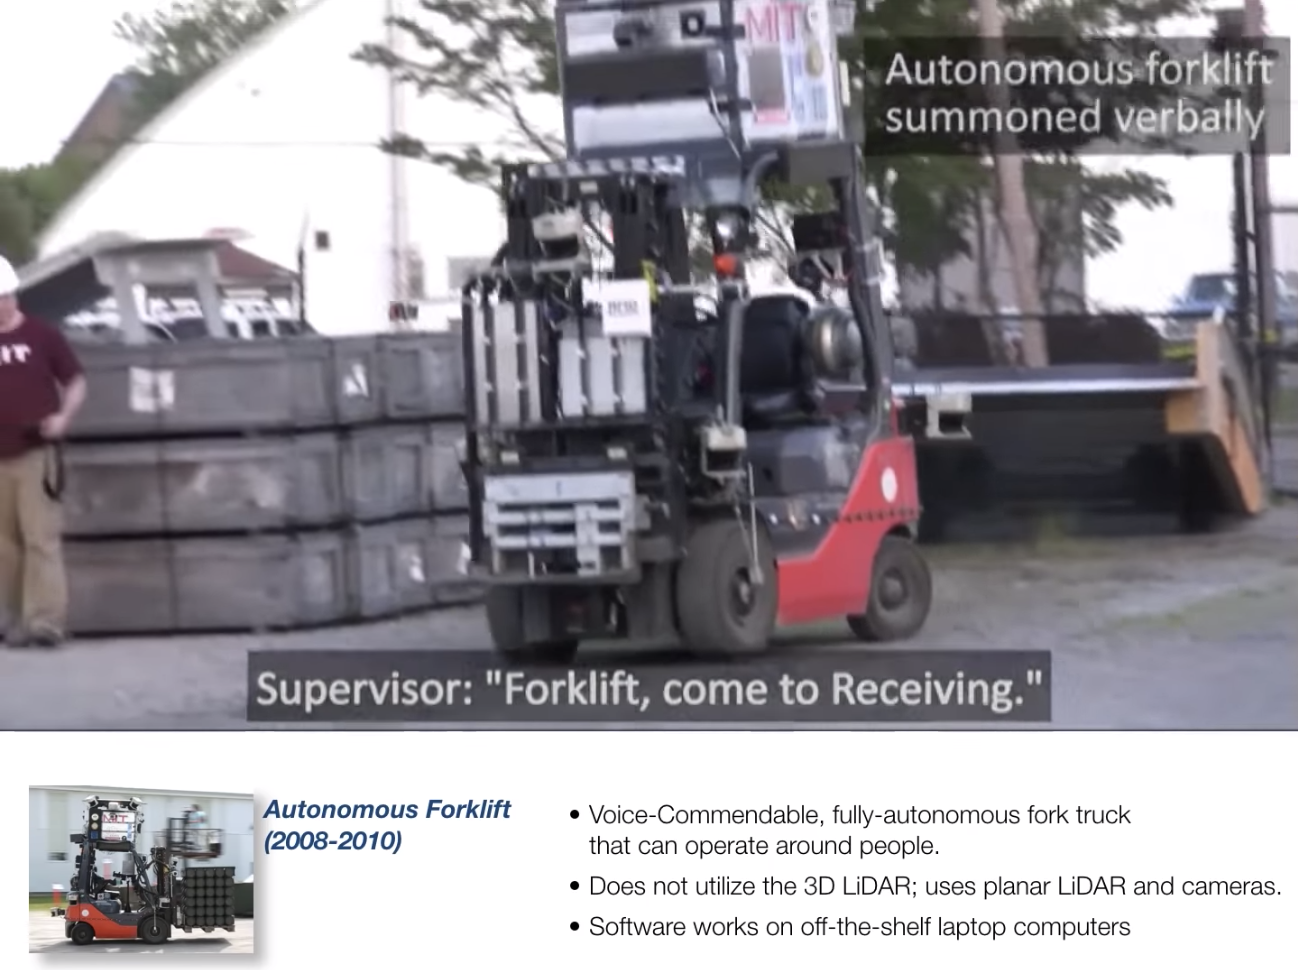 MIT
Autonomous forklift
summoned verbally
Supervisor: "Forklift, come to Receiving."
MIT
Autonomous Forklift
(2008-2010)
• Voice-Commendable, fully-autonomous fork truck
that can operate around people.
• Does not utilize the 3D LiDAR; uses planar LiDAR and cameras.
• Software works on off-the-shelf laptop computers